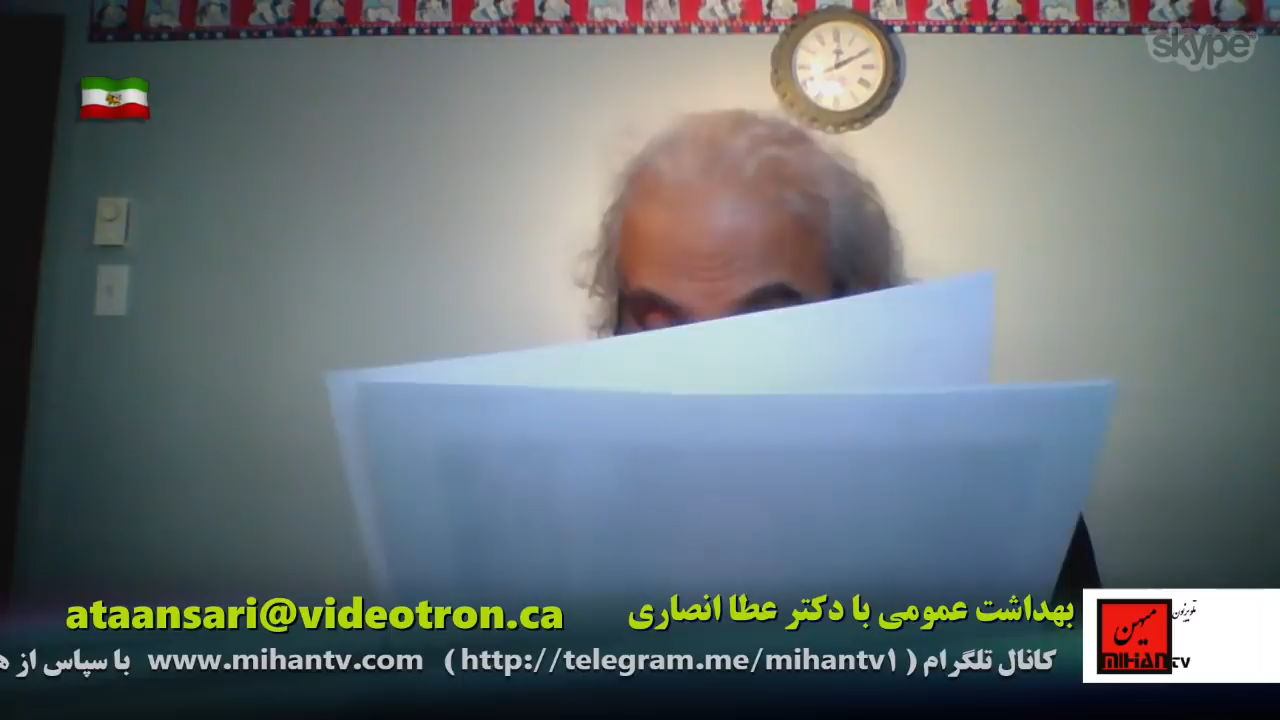 skype
بهداشت عمومی با دکتر عطا انصاری
ataansari@videotron.ca
کانال تلگرام ( http://telegram.me/mihantv1 ) www.mihantv.com با سپاس از ه
تلویزیون
میهن
MIHAN TV